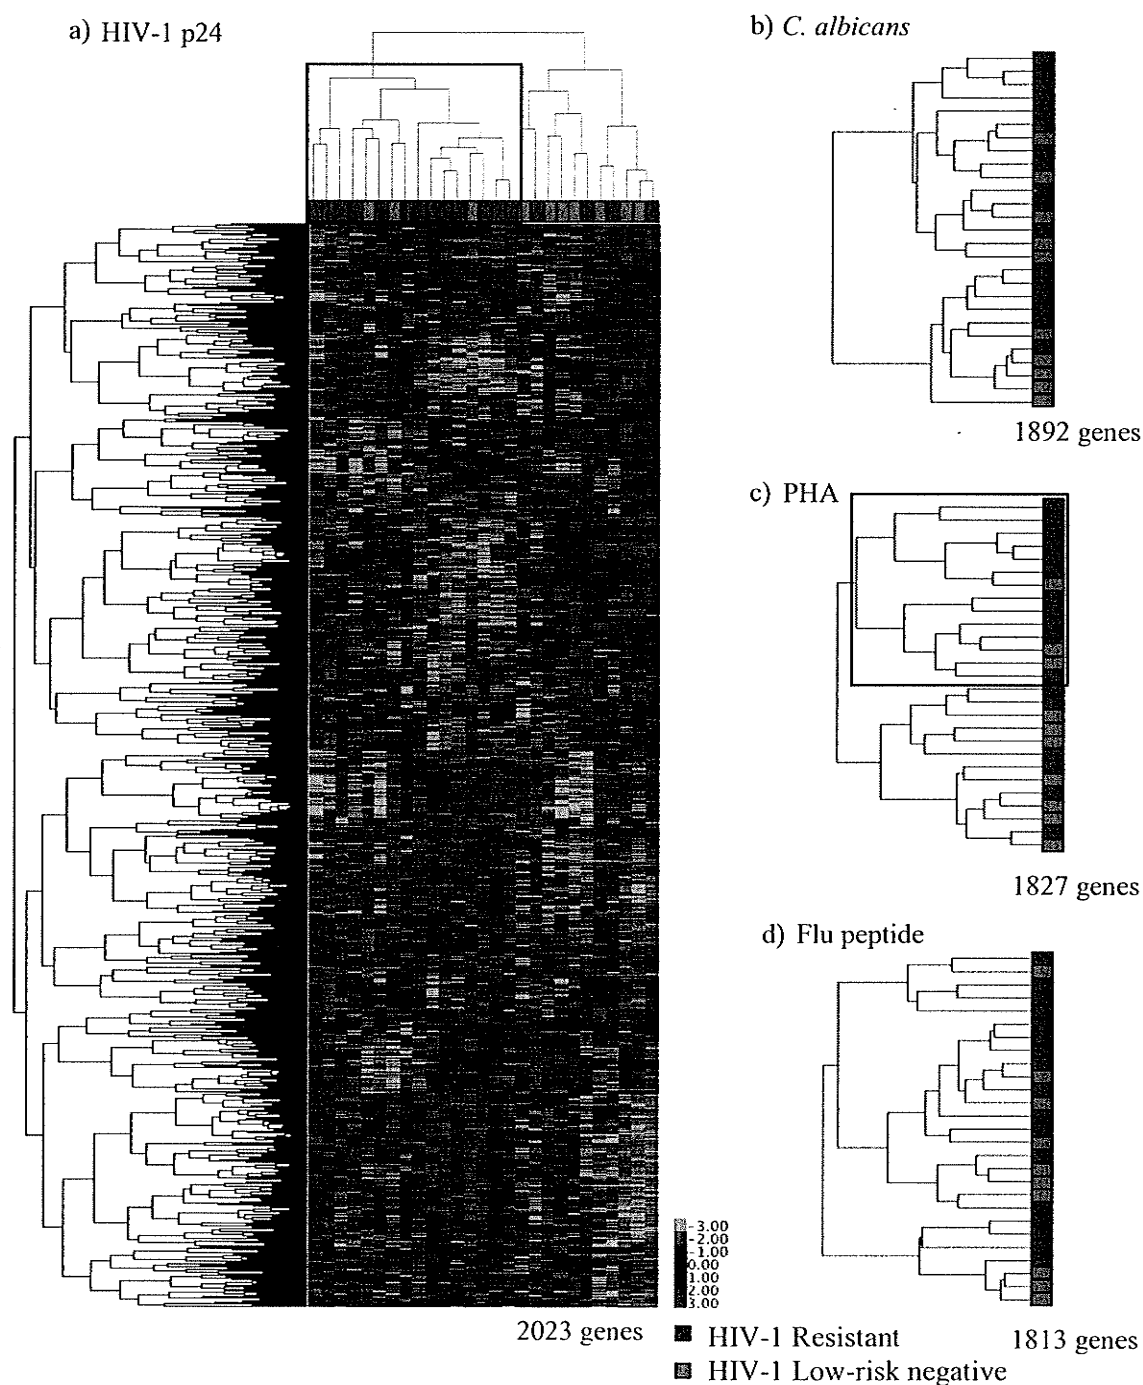 a) HIV-1 p24
b) C. albicans
1892 genes
c) PHA
1827 genes
d) Flu peptide
-3.00
-2.00
-1.00
0.00
1.00
2.00
3.00
2023 genes
HIV-1 Resistant
1813 genes
HIV-1 Low-risk negative